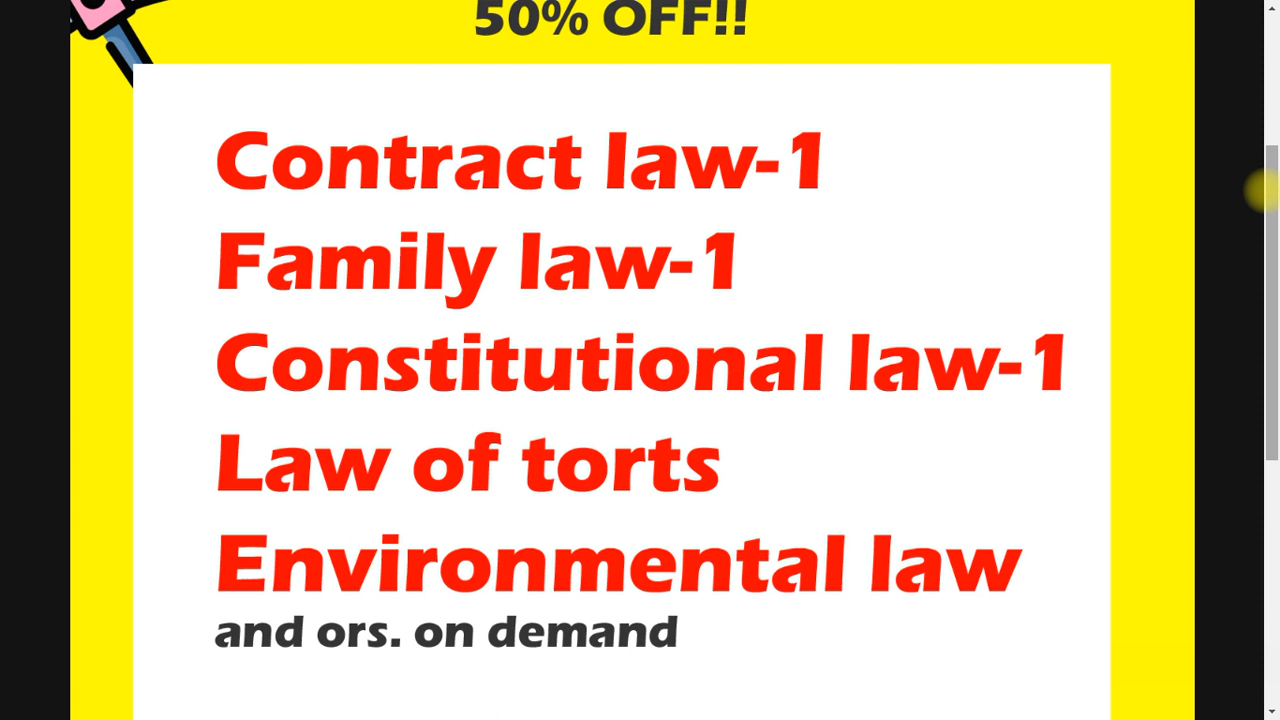 50% OFF!!
Contract law-1
Family law-1
Constitutional law-1
Law of torts
Environmental law
and ors. on demand